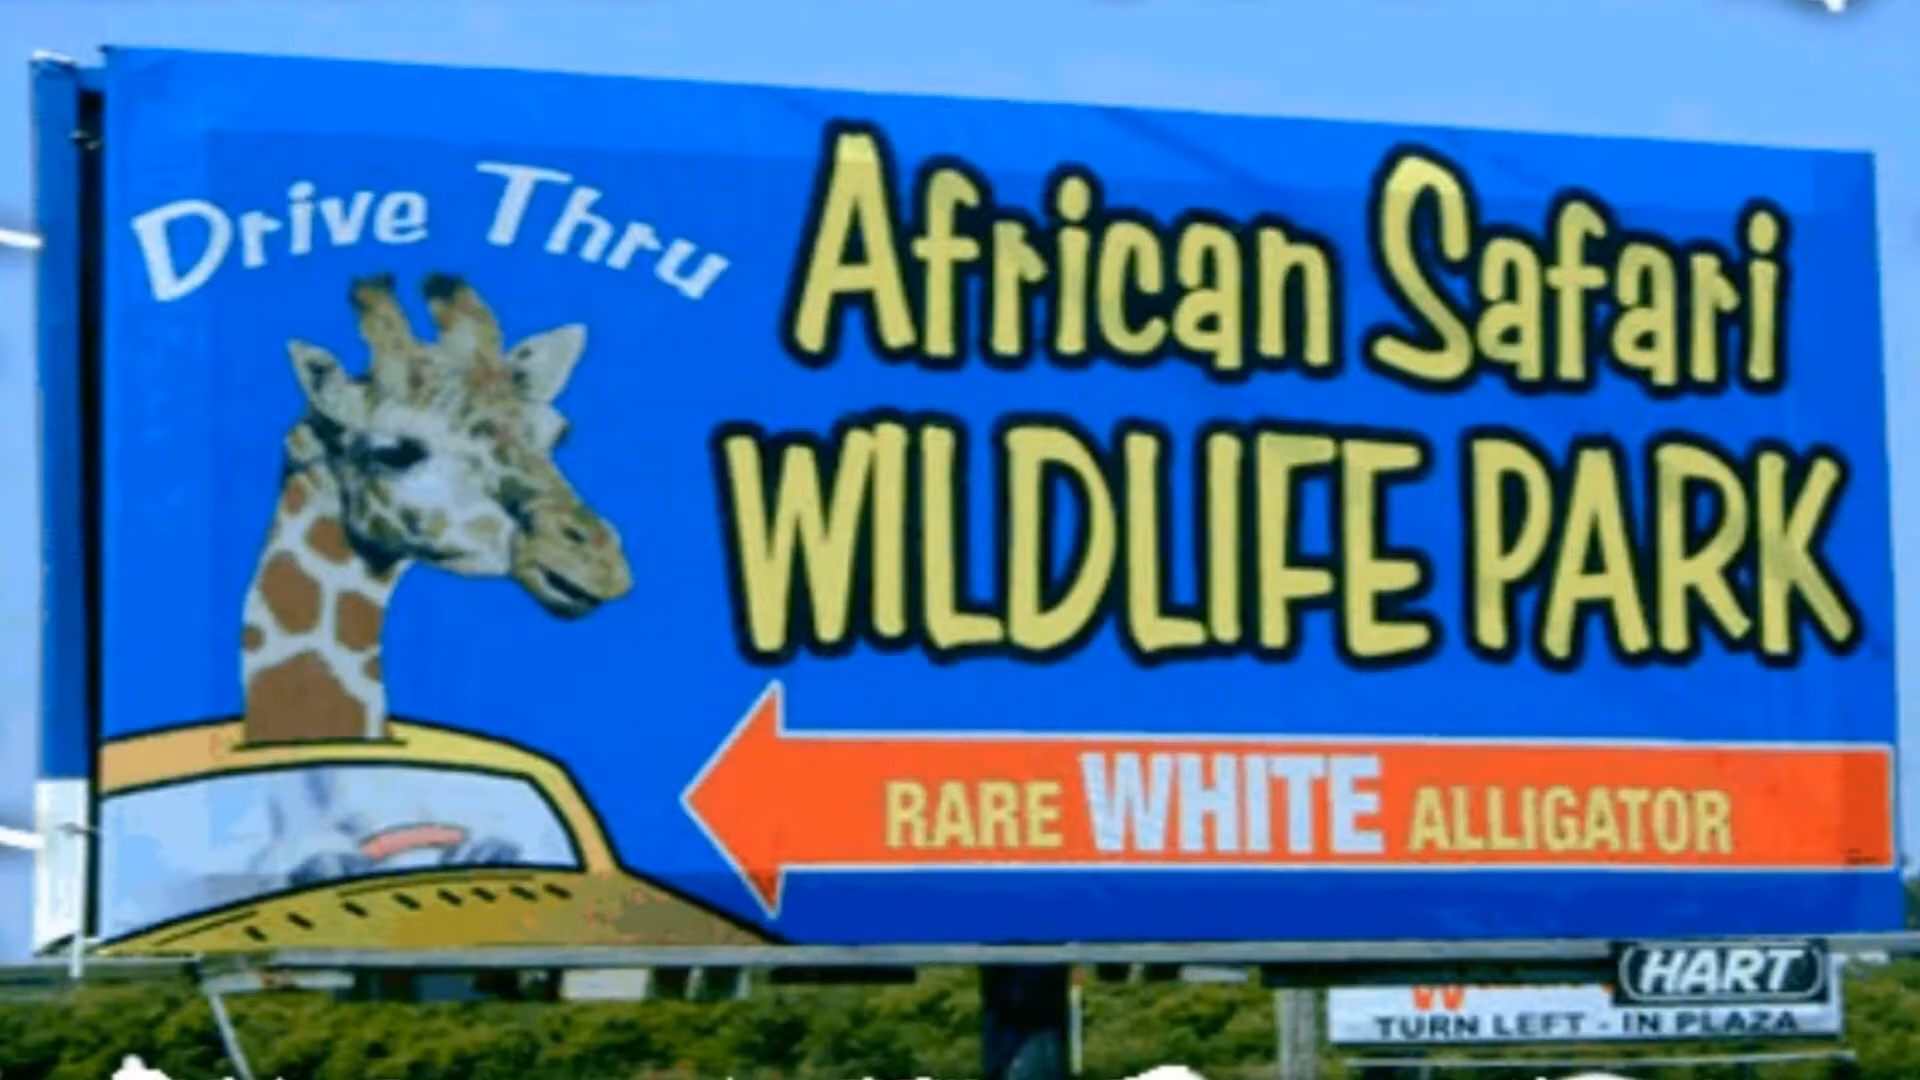 Drive Thru
African Safari
WILDLIFE PARK
RARE WHITE ALLIGATOR
HART
TURN LEFT - IN PLAZA